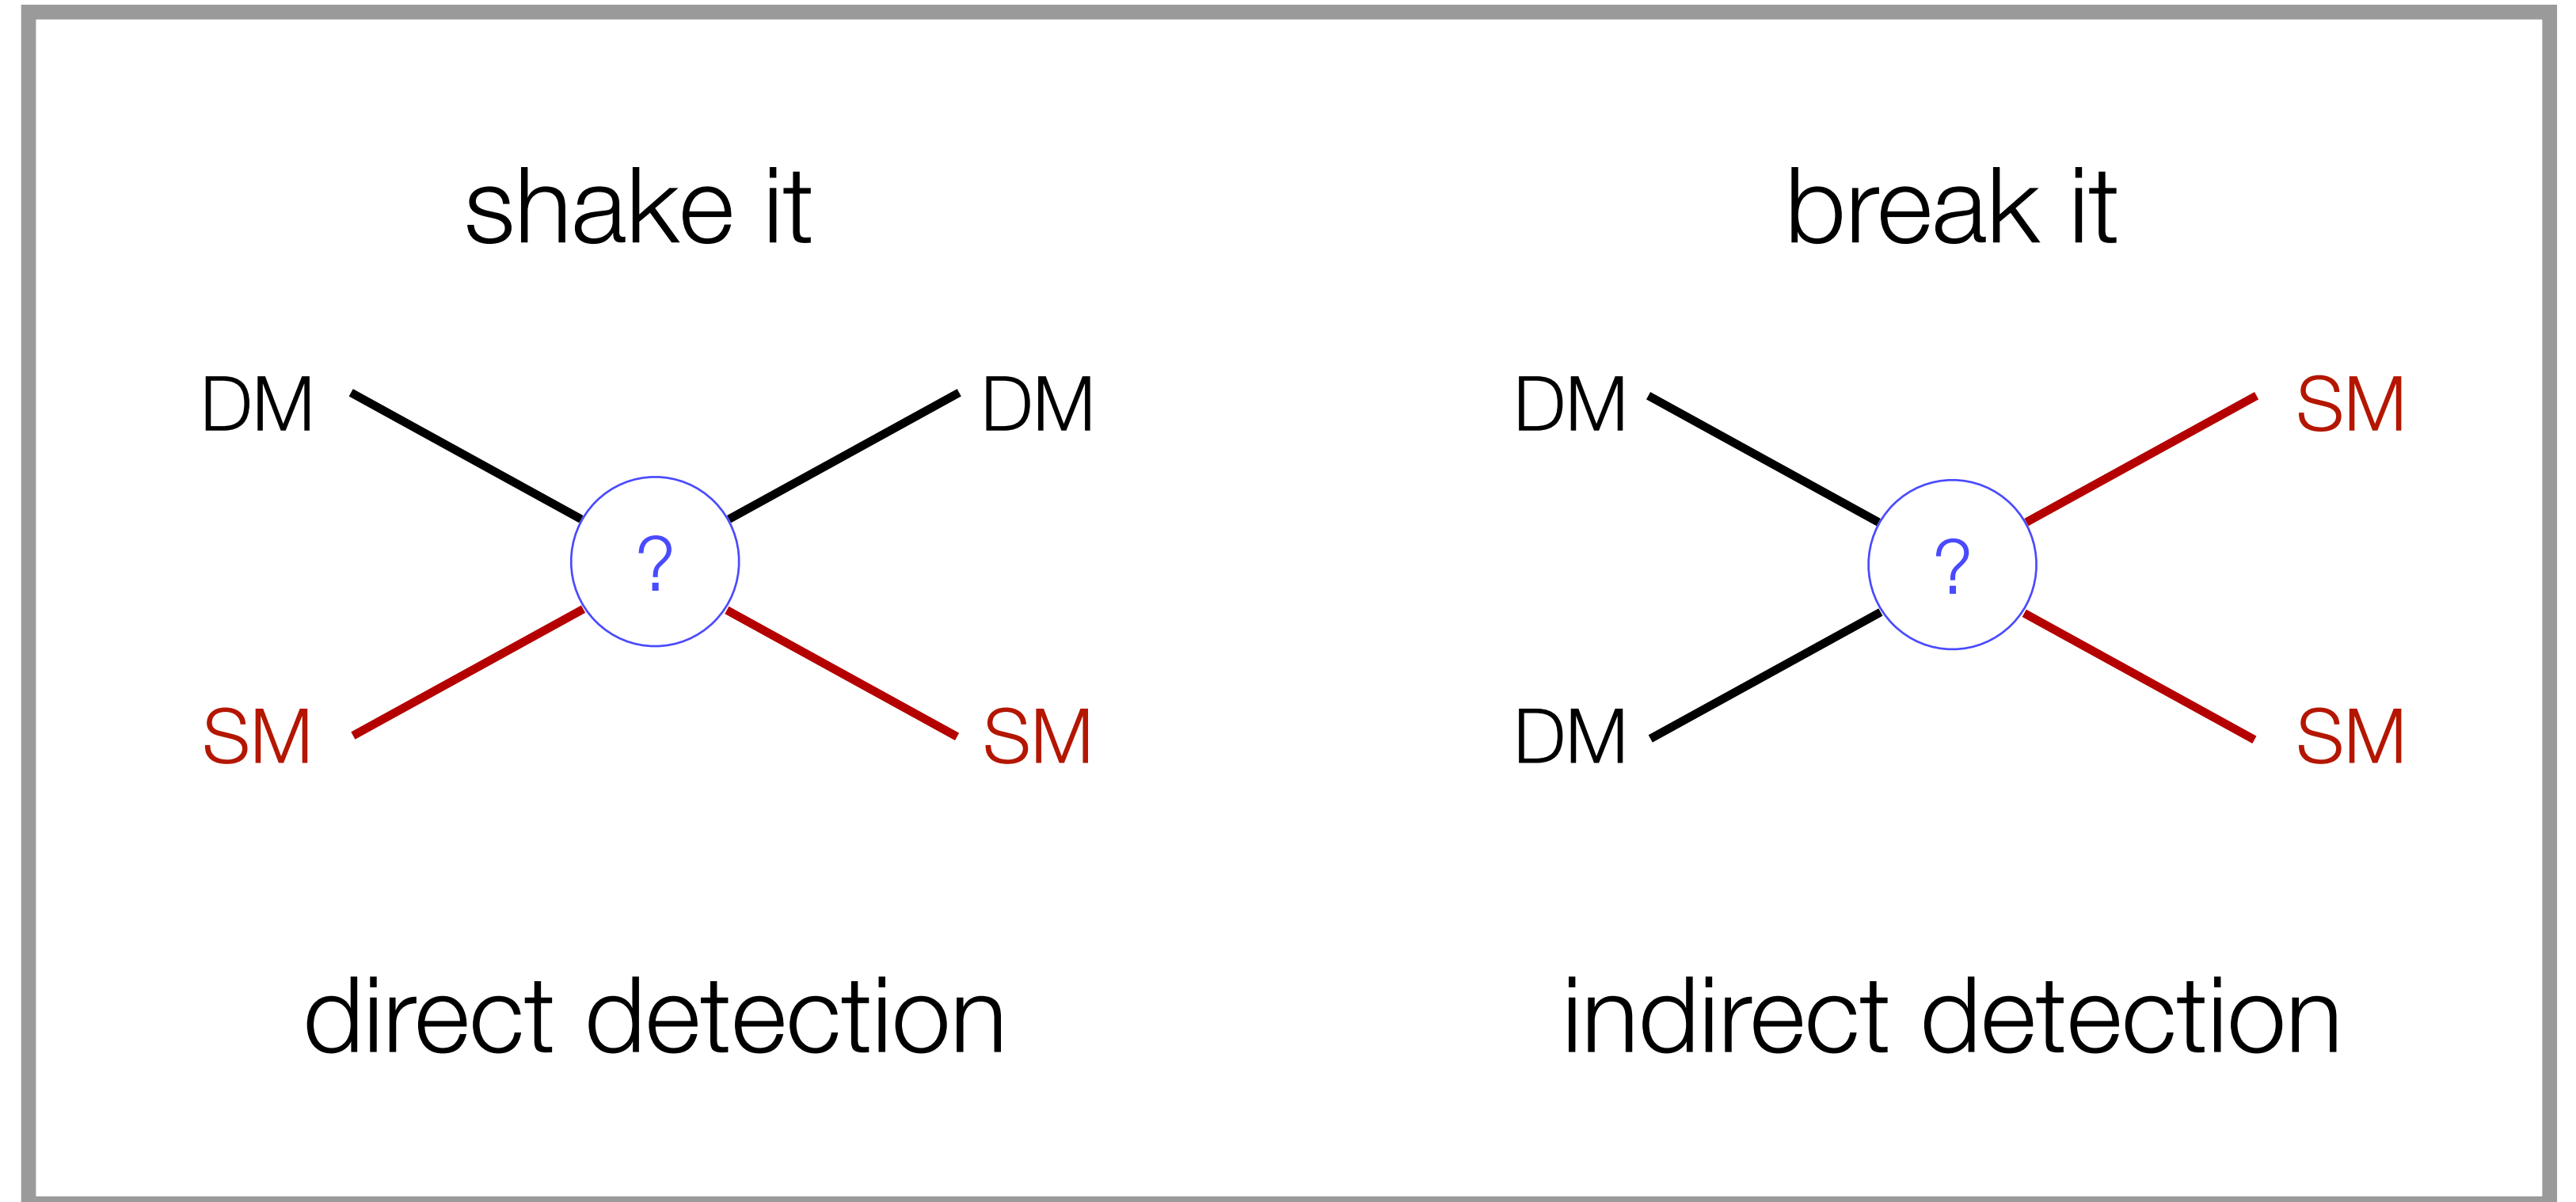 shake it
DM DM
?
SM SM
direct detection
break it
DM SM
?
DM SM
indirect detection